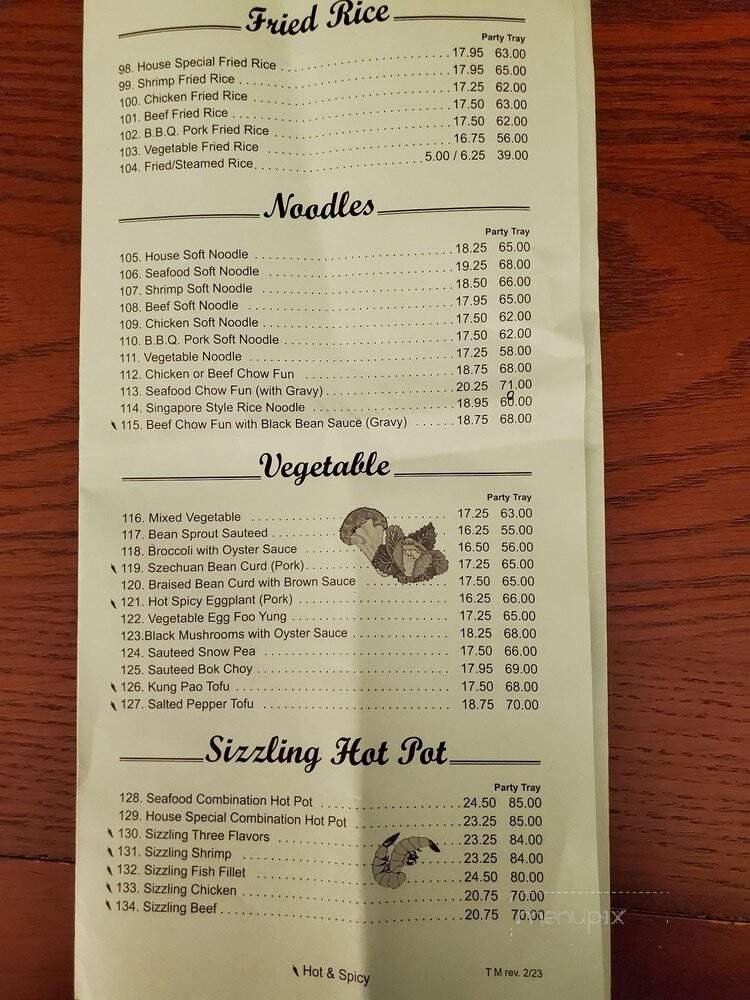 Fried Rice
Party Tray
98. House Special Fried Rice 17.95 63.00
99. Shrimp Fried Rice 17.95 65.00
100. Chicken Fried Rice 17.25 62.00
101. Beef Fried Rice 17.50 63.00
102. B.B.Q. Pork Fried Rice 17.50 62.00
103. Vegetable Fried Rice 16.75 56.00
104. Fried/Steamed Rice 5.00 / 6.25 39.00
Noodles
Party Tray
105. House Soft Noodle 18.25 65.00
106. Seafood Soft Noodle 19.25 68.00
107. Shrimp Soft Noodle 18.50 66.00
108. Beef Soft Noodle 17.95 65.00
109. Chicken Soft Noodle 17.50 62.00
110. B.B.Q. Pork Soft Noodle 17.50 62.00
111. Vegetable Noodle 17.25 58.00
112. Chicken or Beef Chow Fun 18.75 68.00
113. Seafood Chow Fun (with Gravy) 20.25 71.00
114. Singapore Style Rice Noodle 18.95
115. Beef Chow Fun with Black Bean Sauce (Gravy) 18.75 68.00
Vegetable
Party Tray
116. Mixed Vegetable 17.25 63.00
117. Bean Sprout Sauteed 16.25 55.00
118. Broccoli with Oyster Sauce 16.50 56.00
119. Szechuan Bean Curd (Pork) 17.25 65.00
120. Braised Bean Curd with Brown Sauce 17.50 65.00
121. Hot Spicy Eggplant (Pork) 16.25 66.00
122. Vegetable Egg Foo Yung 17.25 65.00
123.Black Mushrooms with Oyster Sauce 18.25 68.00
124. Sauteed Snow Pea 17.50 66.00
125. Sauteed Bok Choy 17.95 69.00
126. Kung Pao Tofu 17.50 68.00
127. Salted Pepper Tofu 18.75 70.00
Sizzling Hot Pot
Party Tray
128. Seafood Combination Hot Pot 24.50 85.00
129. House Special Combination Hot Pot 23.25 85.00
130. Sizzling Three Flavors 23.25 84.00
131. Sizzling Shrimp 23.25 84.00
132. Sizzling Fish Fillet 24.50 80.00
133. Sizzling Chicken 20.75 70.00
134. Sizzling Beef 20.75 70.00
menupix
Hot & Spicy
T M rev. 2/23